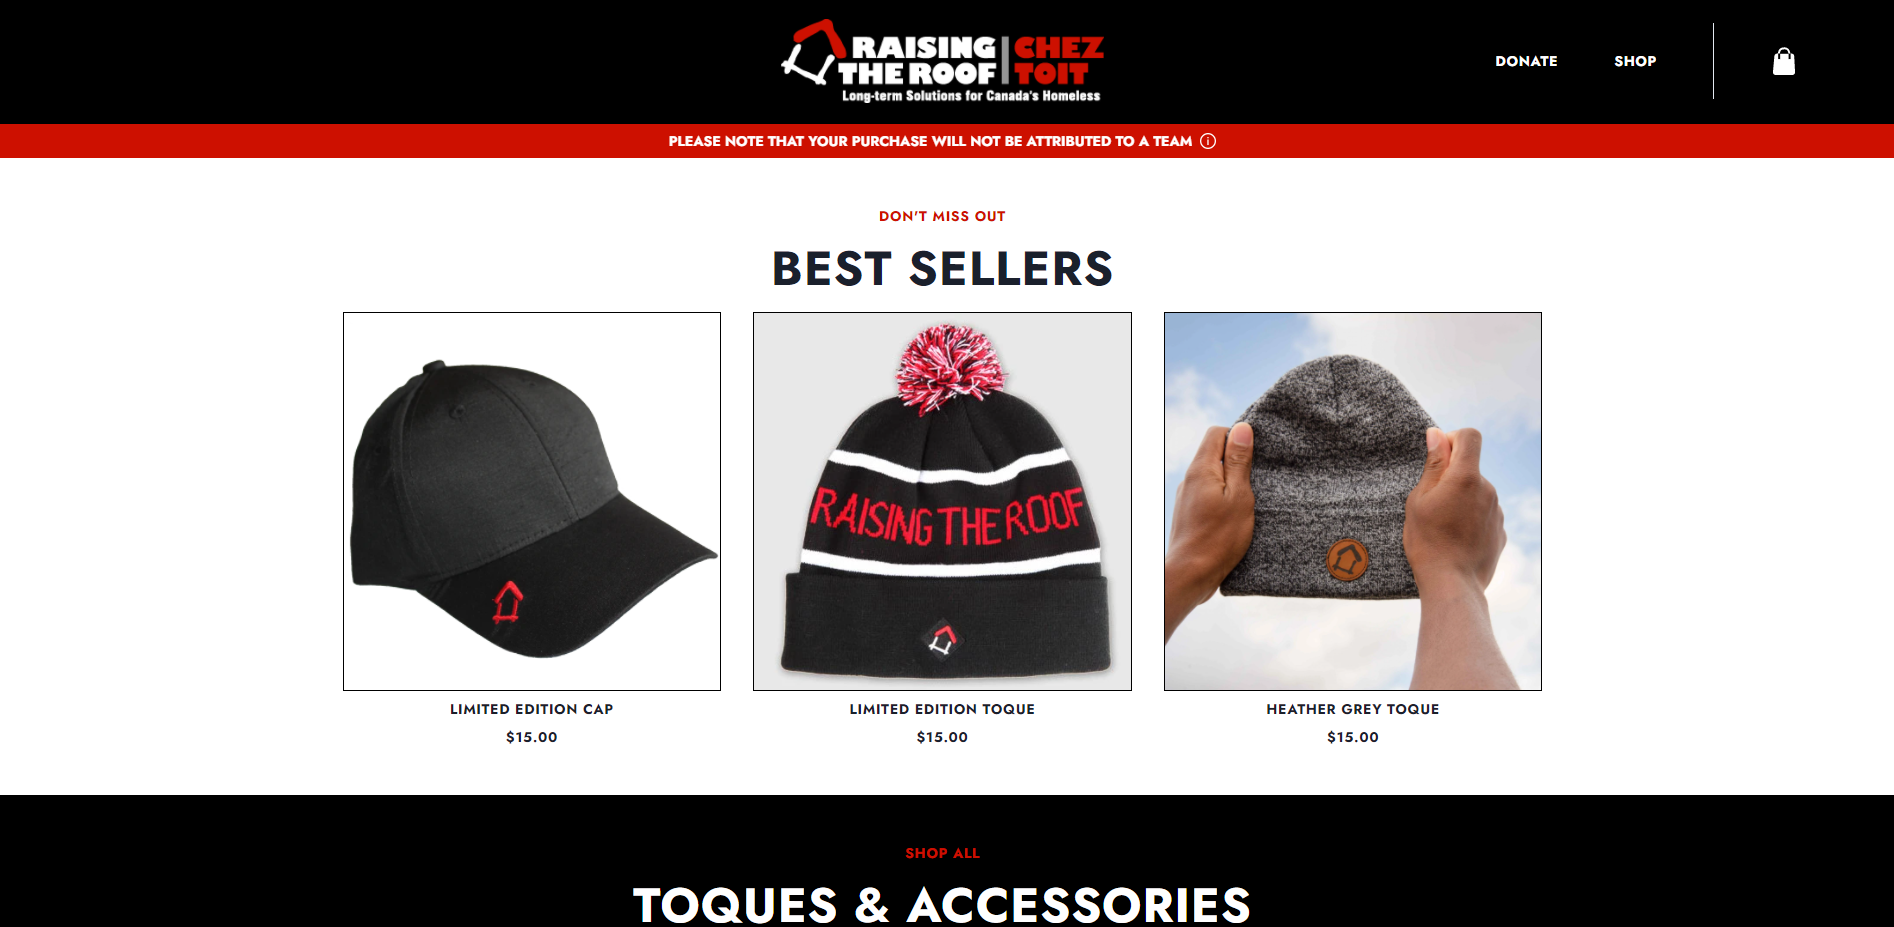 RAISING
THE ROOF
CHEZ
TOIT
Long-term Solutions for Canada's Homeless
DONATE
SHOP
PLEASE NOTE THAT YOUR PURCHASE WILL NOT BE ATTRIBUTED TO A TEAM
DON'T MISS OUT
BEST SELLERS
RAISING THE ROOF
LIMITED EDITION CAP
$15.00
LIMITED EDITION TOQUE
$15.00
HEATHER GREY TOQUE
$15.00
SHOP ALL
TOQUES & ACCESSORIES